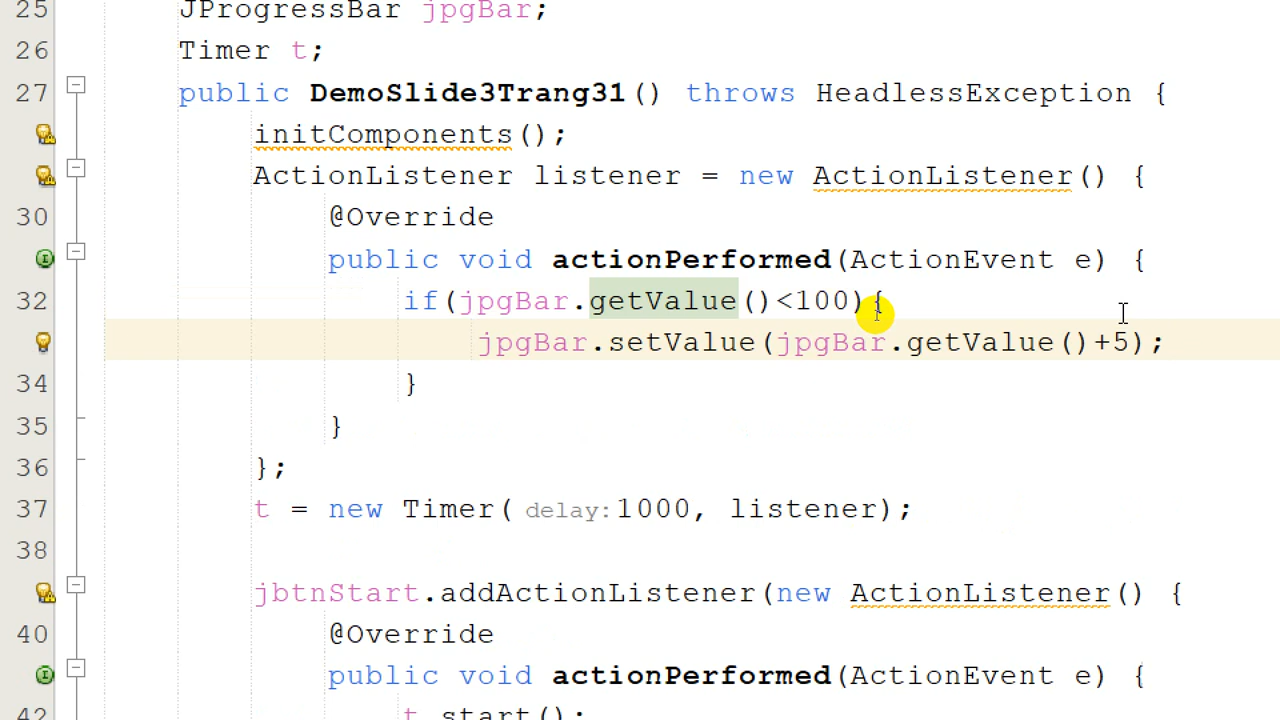 25 JProgressBar jpgBar;
26 Timer t;
27 public DemoSlide3Trang31() throws HeadlessException {
initComponents();
ActionListener listener = new ActionListener() {
30 @Override
public void actionPerformed(ActionEvent e) {
32 if(jpgBar.getValue()<100){
jpgBar.setValue(jpgBar.getValue()+5);
34 }
35 }
36 };
37 t = new Timer( delay: 1000, listener);
38
jbtnStart.addActionListener(new ActionListener() {
40 @Override
public void actionPerformed(ActionEvent e) {
42 t.start();